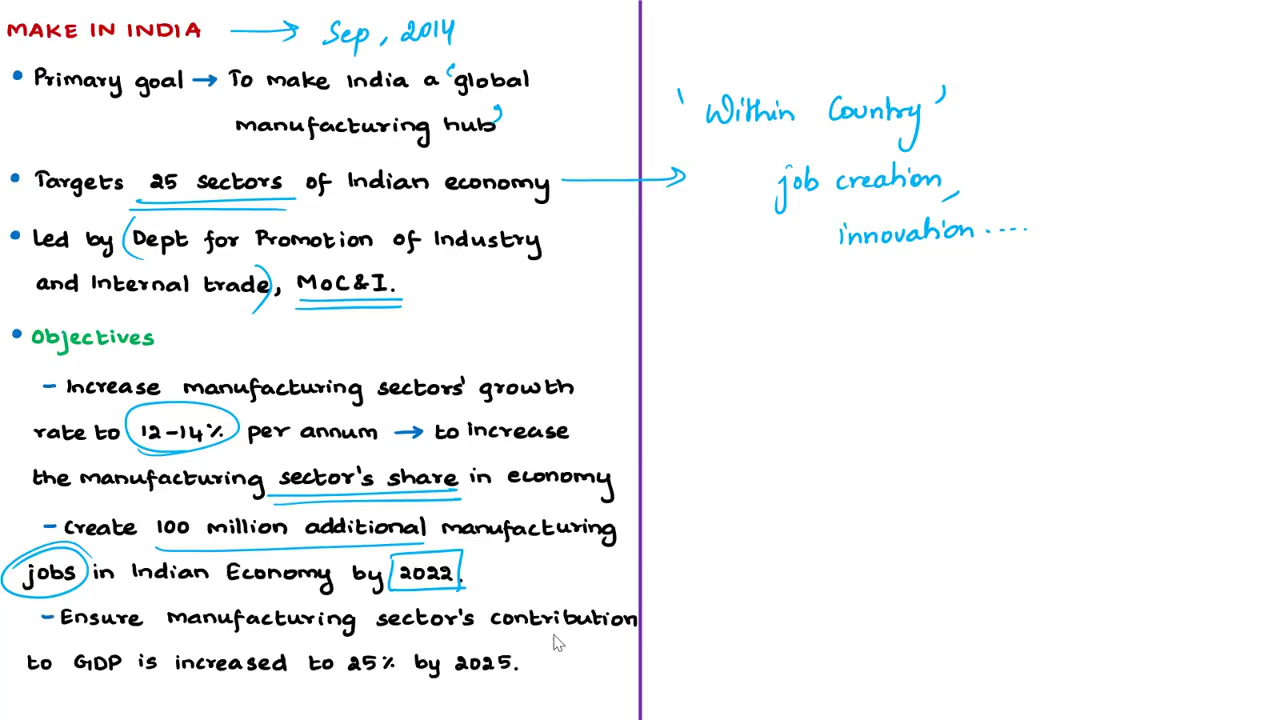 MAKE IN INDIA → Sep, 2014
• Primary goal → To make India a 'global
manufacturing hub'
• Targets 25 sectors of Indian economy →
• Led by (Dept for Promotion of Industry
and Internal trade), MoC&I.
• Objectives
- Increase manufacturing sectors' growth
rate to 12-14% per annum → to increase
the manufacturing sector's share in economy
- Create 100 million additional manufacturing
jobs in Indian Economy by 2022.
- Ensure manufacturing sector's contribution
to GDP is increased to 25% by 2025.
'Within Country'
job creation,
innovation ....